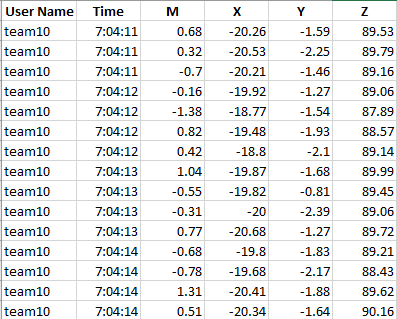 User Name Time M X Y Z
team10 7:04:11 0.68 -20.26 -1.59 89.53
team10 7:04:11 0.32 -20.53 -2.25 89.79
team10 7:04:11 -0.7 -20.21 -1.46 89.16
team10 7:04:12 -0.16 -19.92 -1.27 89.06
team10 7:04:12 -1.38 -18.77 -1.54 87.89
team10 7:04:12 0.82 -19.48 -1.93 88.57
team10 7:04:12 0.42 -18.8 -2.1 89.14
team10 7:04:13 1.04 -19.87 -1.68 89.99
team10 7:04:13 -0.55 -19.82 -0.81 89.45
team10 7:04:13 -0.31 -20 -2.39 89.06
team10 7:04:13 0.77 -20.68 -1.27 89.72
team10 7:04:14 -0.68 -19.8 -1.83 89.21
team10 7:04:14 -0.78 -19.68 -2.17 88.43
team10 7:04:14 1.31 -20.41 -1.88 89.62
team10 7:04:14 0.51 -20.34 -1.64 90.16